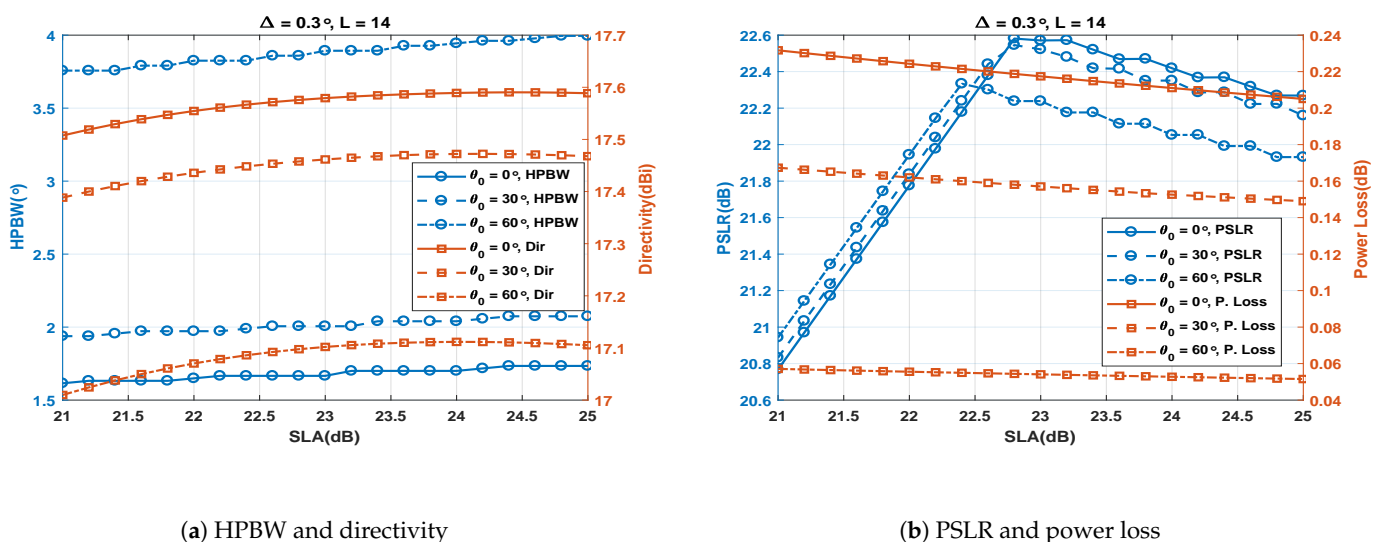 Δ = 0.3°, L = 14
4
3.5
3
2.5
2
1.5
HPBW(°)
21 21.5 22 22.5 23 23.5 24 24.5 25
SLA(dB)
17.7
17.6
17.5
17.4
17.3
17.2
17.1
17
Directivity(dBi)
θ₀ = 0°, HPBW
θ₀ = 30°, HPBW
θ₀ = 60°, HPBW
θ₀ = 0°, Dir
θ₀ = 30°, Dir
θ₀ = 60°, Dir
(a) HPBW and directivity
Δ = 0.3°, L = 14
22.6
22.4
22.2
22
21.8
21.6
21.4
21.2
21
20.8
20.6
PSLR(dB)
21 21.5 22 22.5 23 23.5 24 24.5 25
SLA(dB)
0.24
0.22
0.2
0.18
0.16
0.14
0.12
0.1
0.08
0.06
0.04
Power Loss(dB)
θ₀ = 0°, PSLR
θ₀ = 30°, PSLR
θ₀ = 60°, PSLR
θ₀ = 0°, P. Loss
θ₀ = 30°, P. Loss
θ₀ = 60°, P. Loss
(b) PSLR and power loss